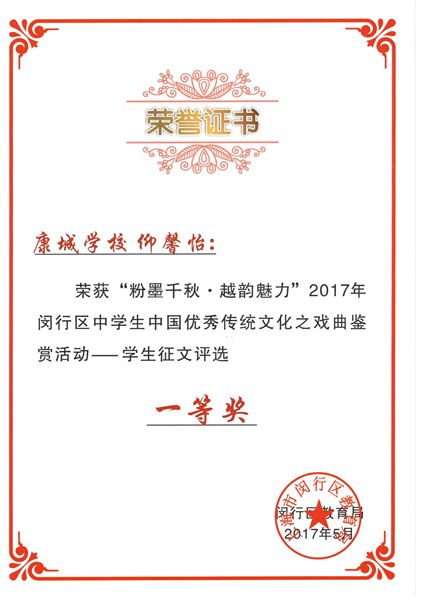 荣誉证书
康城学校 仰馨怡：
荣获“粉墨千秋·越韵魅力”2017年
闵行区中学生中国优秀传统文化之戏曲鉴
赏活动——学生征文评选
一等奖
上海市闵行区教育局
闵行区教育局
2017年5月